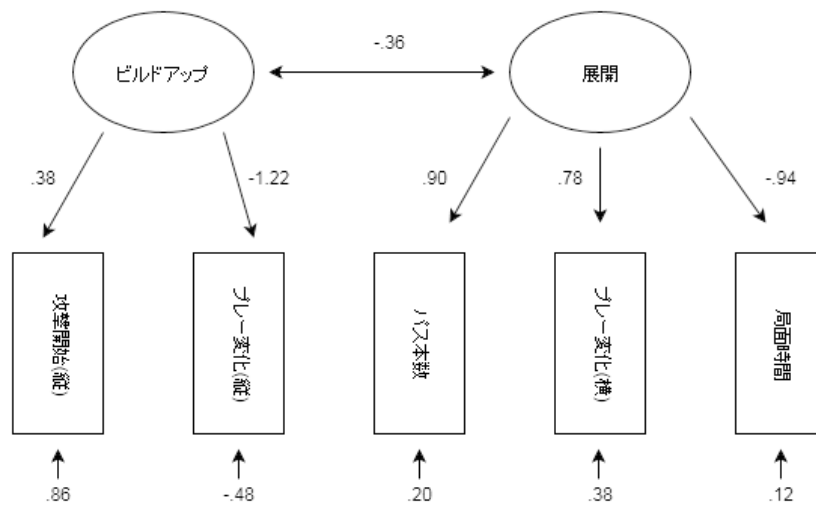 -.36
ビルドアップ
展開
.38
-1.22
.90
.78
-.94
攻撃開始(縦)
プレー変化(縦)
パス本数
プレー変化(横)
局面時間
.86
-.48
.20
.38
.12